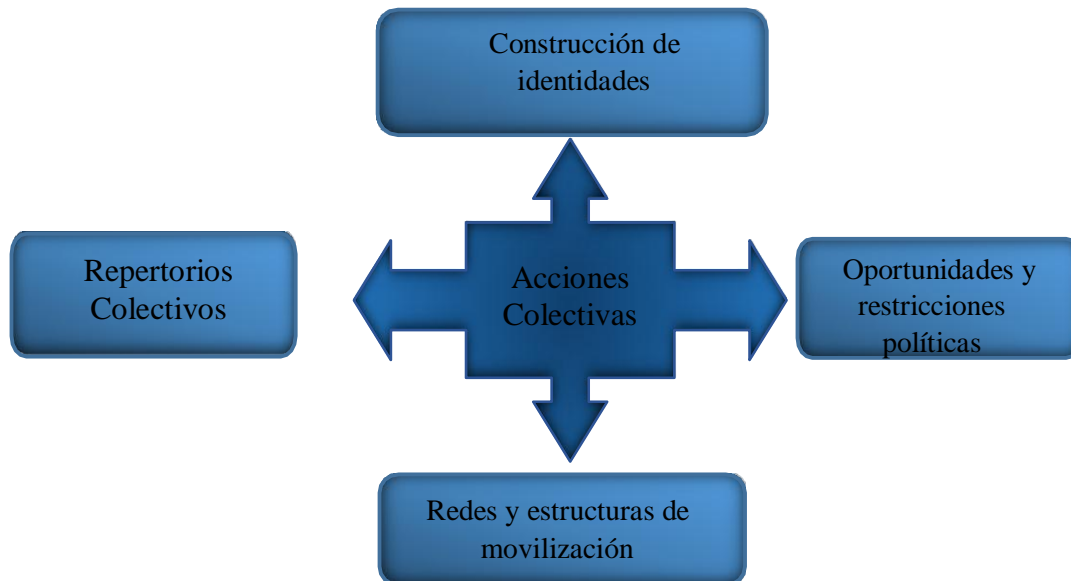 Construcción de
identidades
Repertorios
Colectivos
Acciones
Colectivas
Oportunidades y
restricciones
políticas
Redes y estructuras de
movilización